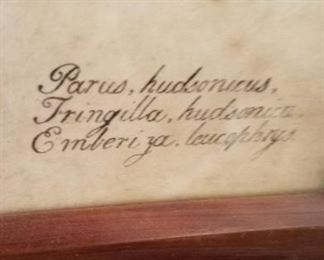 Parus, hudsonicus,
Fringilla, hudsonica.
Emberiza. leucophrys.